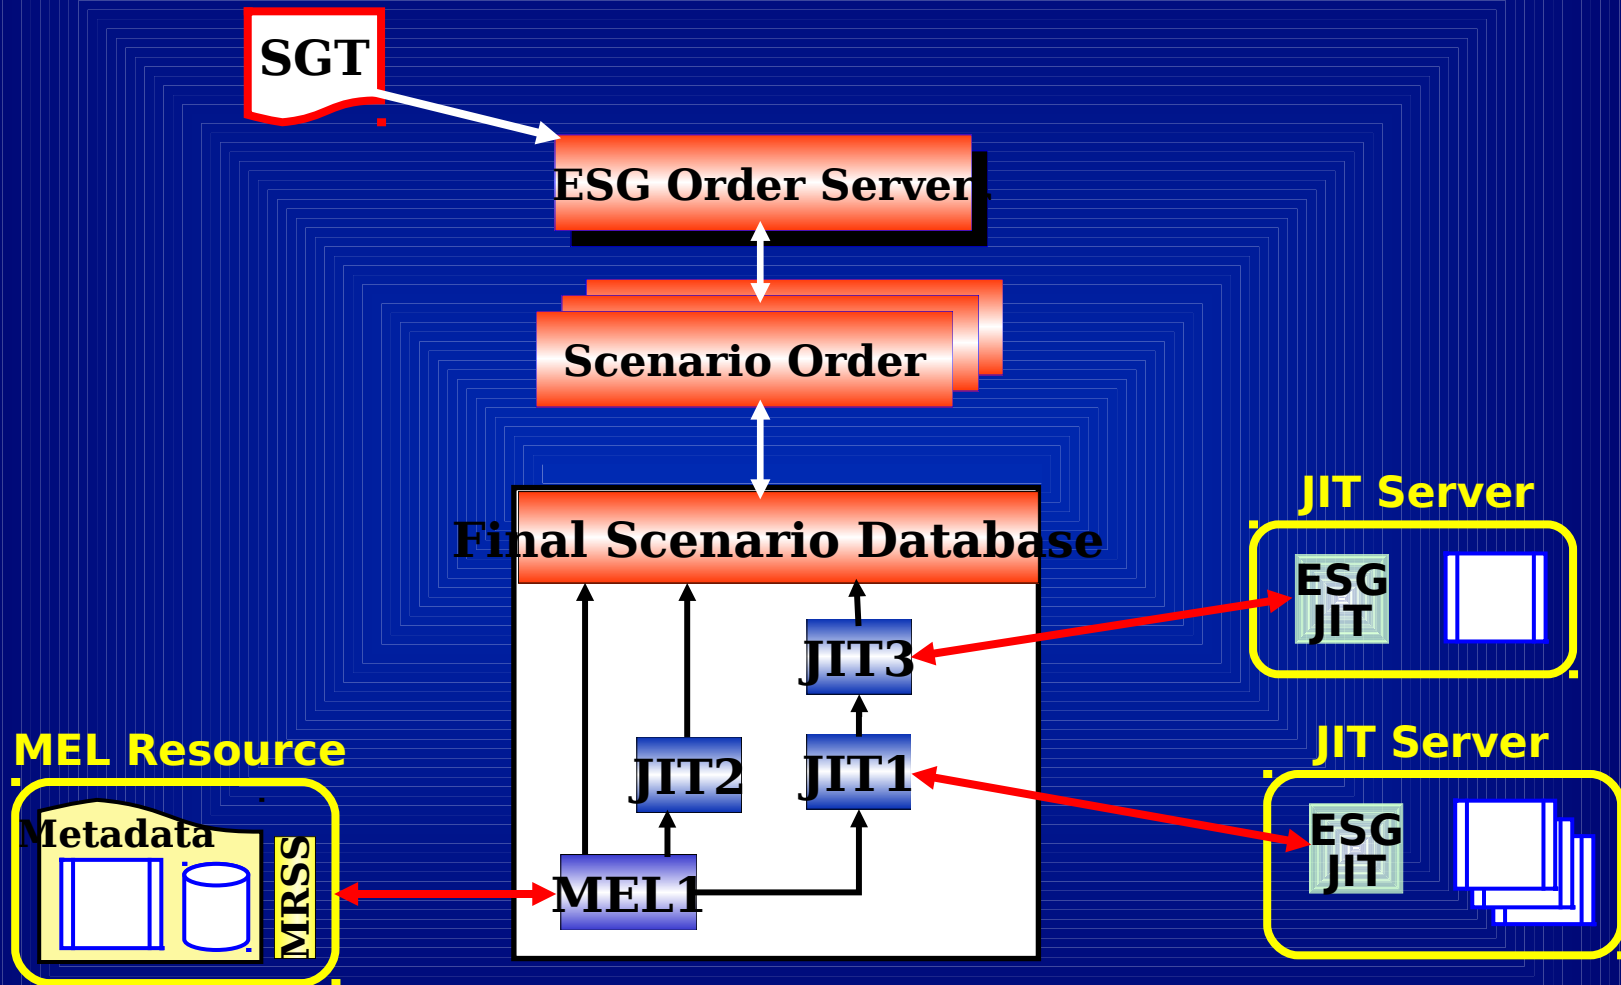 SGT
ESG Order Server.
Scenario Order
Final Scenario Database
JIT Server
ESG
JIT
JIT3
JIT Server
MEL Resource
JIT2
JIT1
ESG
JIT
Metadata
MRSS
MEL1